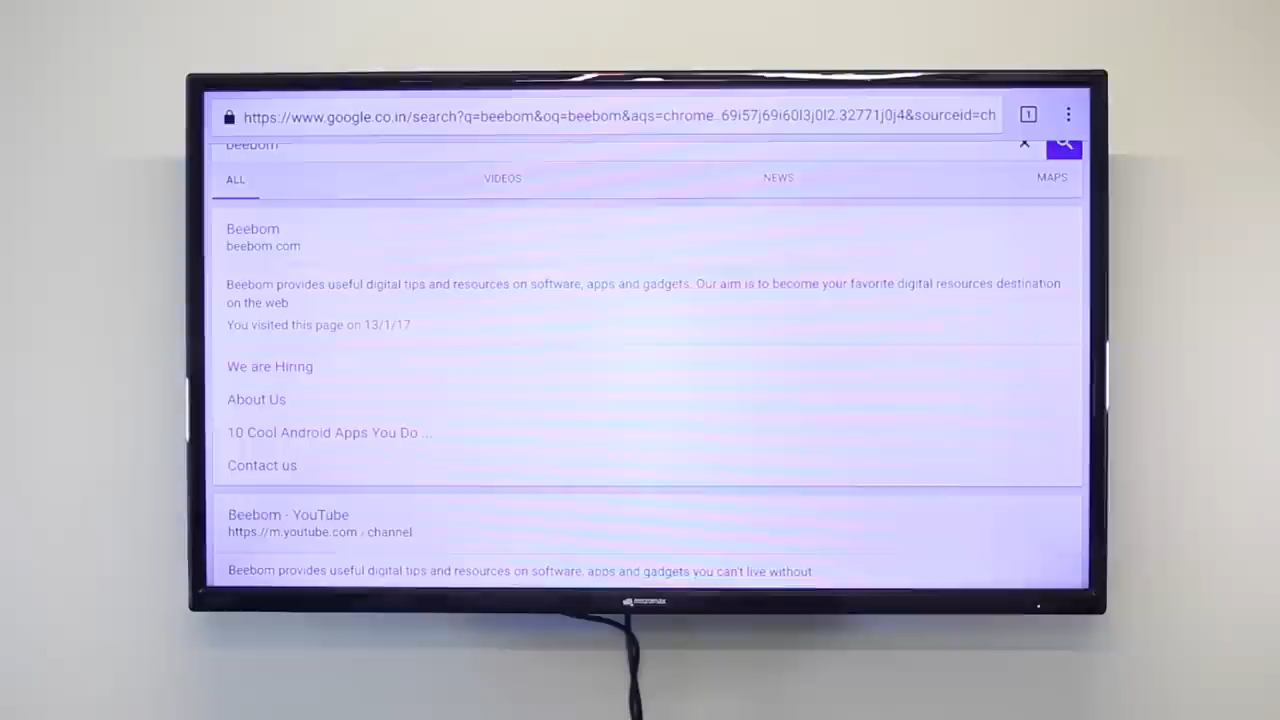 https://www.google.co.in/search?q=beebom&oq=beebom&aqs=chrome..69i57j69i60l3j0l2.32771j0j4&sourceid=ch
1
beebom
ALL VIDEOS NEWS MAPS
Beebom
beebom.com
Beebom provides useful digital tips and resources on software, apps and gadgets. Our aim is to become your favorite digital resources destination
on the web
You visited this page on 13/1/17
We are Hiring
About Us
10 Cool Android Apps You Do ...
Contact us
Beebom - YouTube
https://m.youtube.com › channel
Beebom provides useful digital tips and resources on software, apps and gadgets you can't live without
micromax